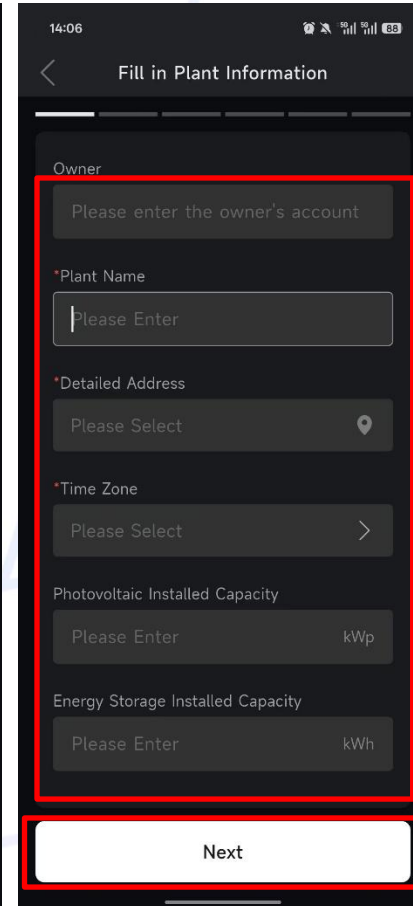 14:06
88
Fill in Plant Information
Owner
Please enter the owner's account
*Plant Name
Please Enter
*Detailed Address
Please Select
*Time Zone
Please Select
Photovoltaic Installed Capacity
Please Enter kWp
Energy Storage Installed Capacity
Please Enter kWh
Next